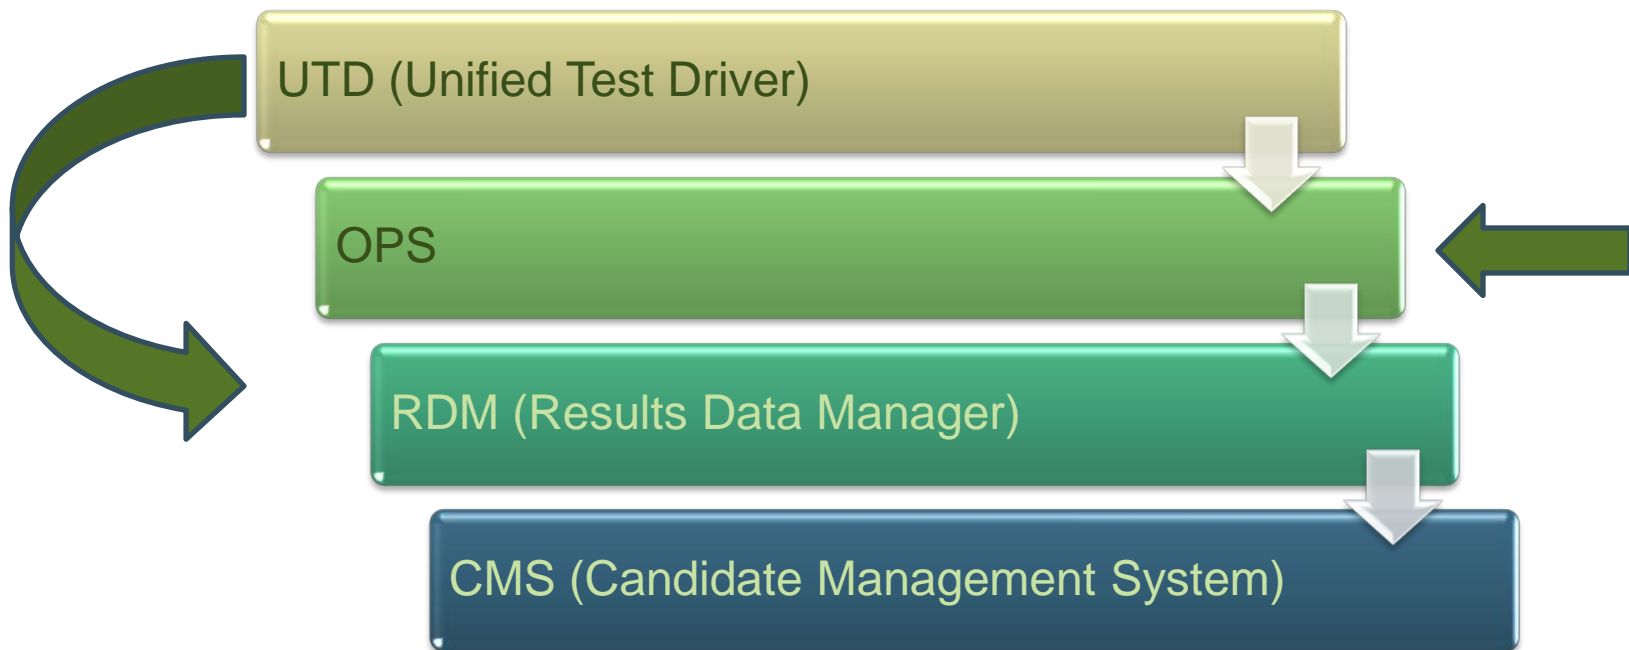 UTD (Unified Test Driver)
OPS
RDM (Results Data Manager)
CMS (Candidate Management System)